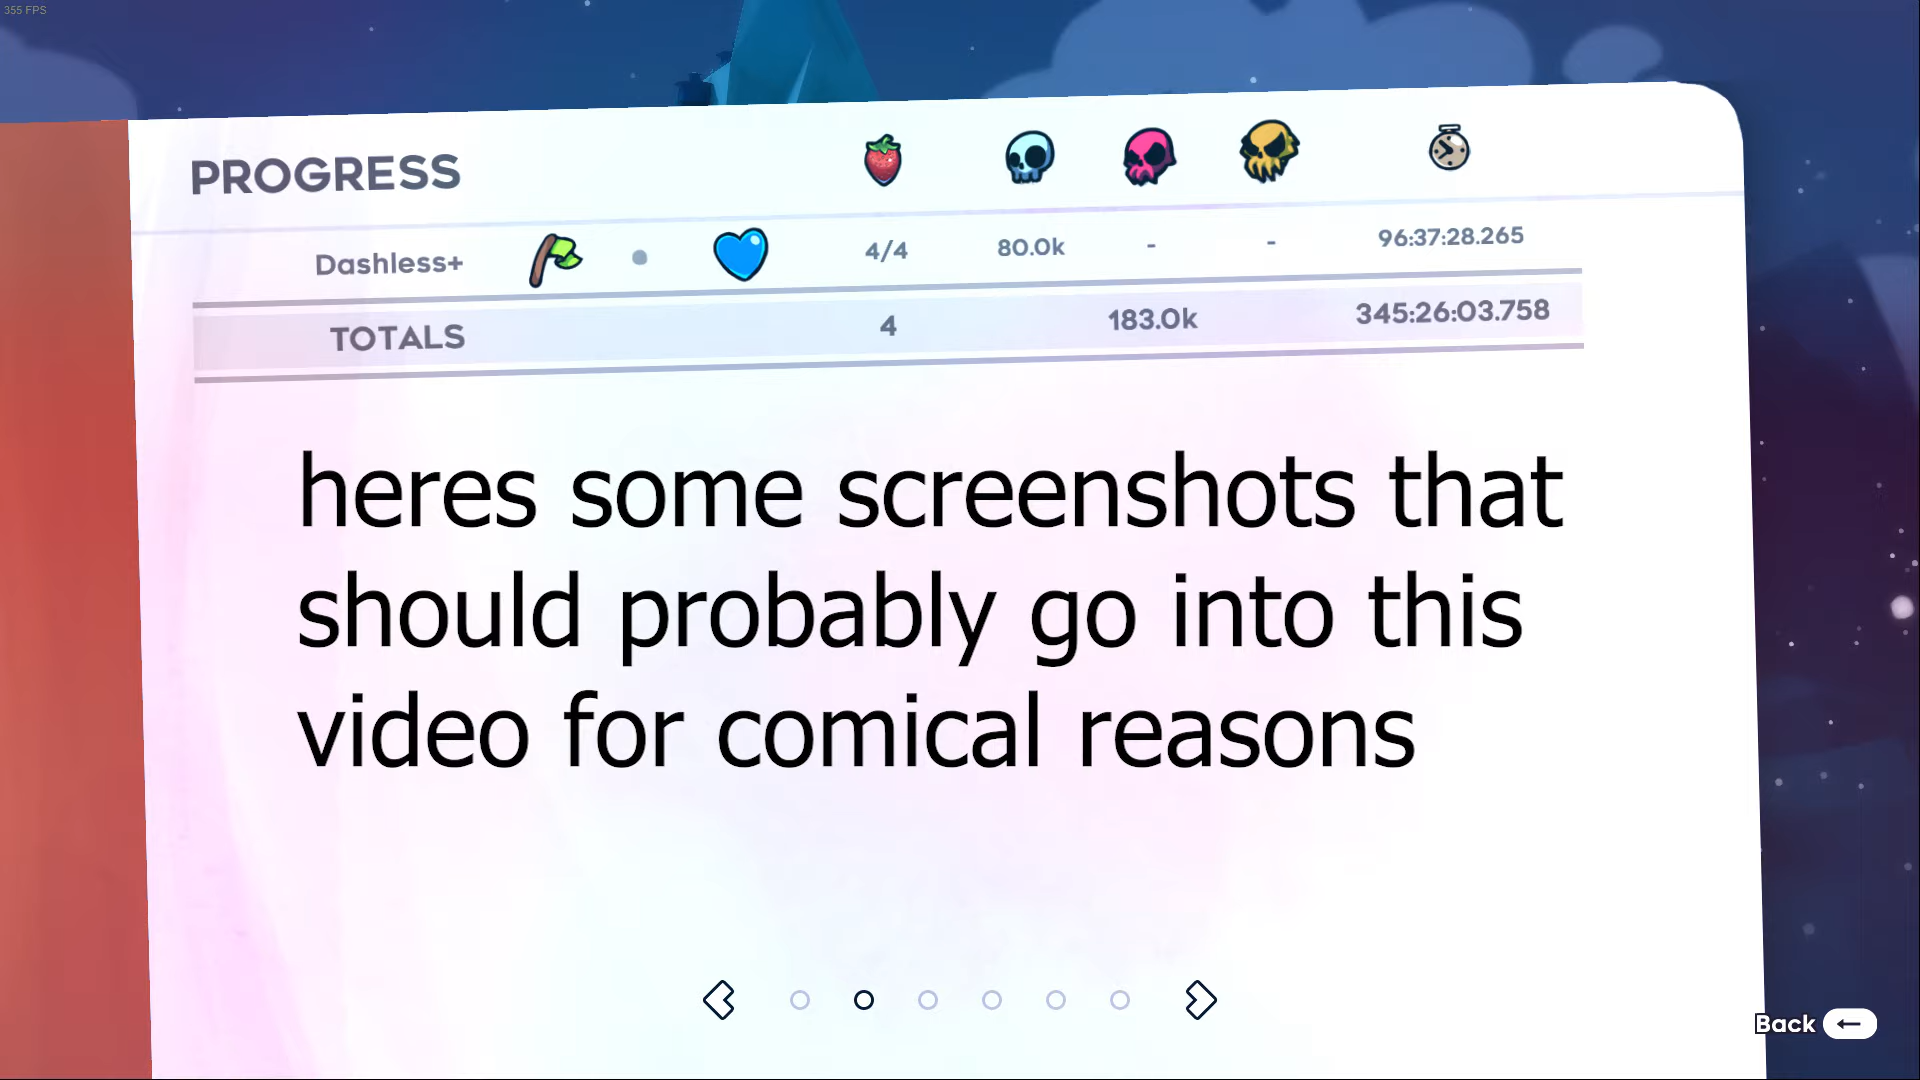 355 FPS
PROGRESS
Dashless+ 4/4 80.0k - - 96:37:28.265
TOTALS 4 183.0k 345:26:03.758
heres some screenshots that
should probably go into this
video for comical reasons
Back